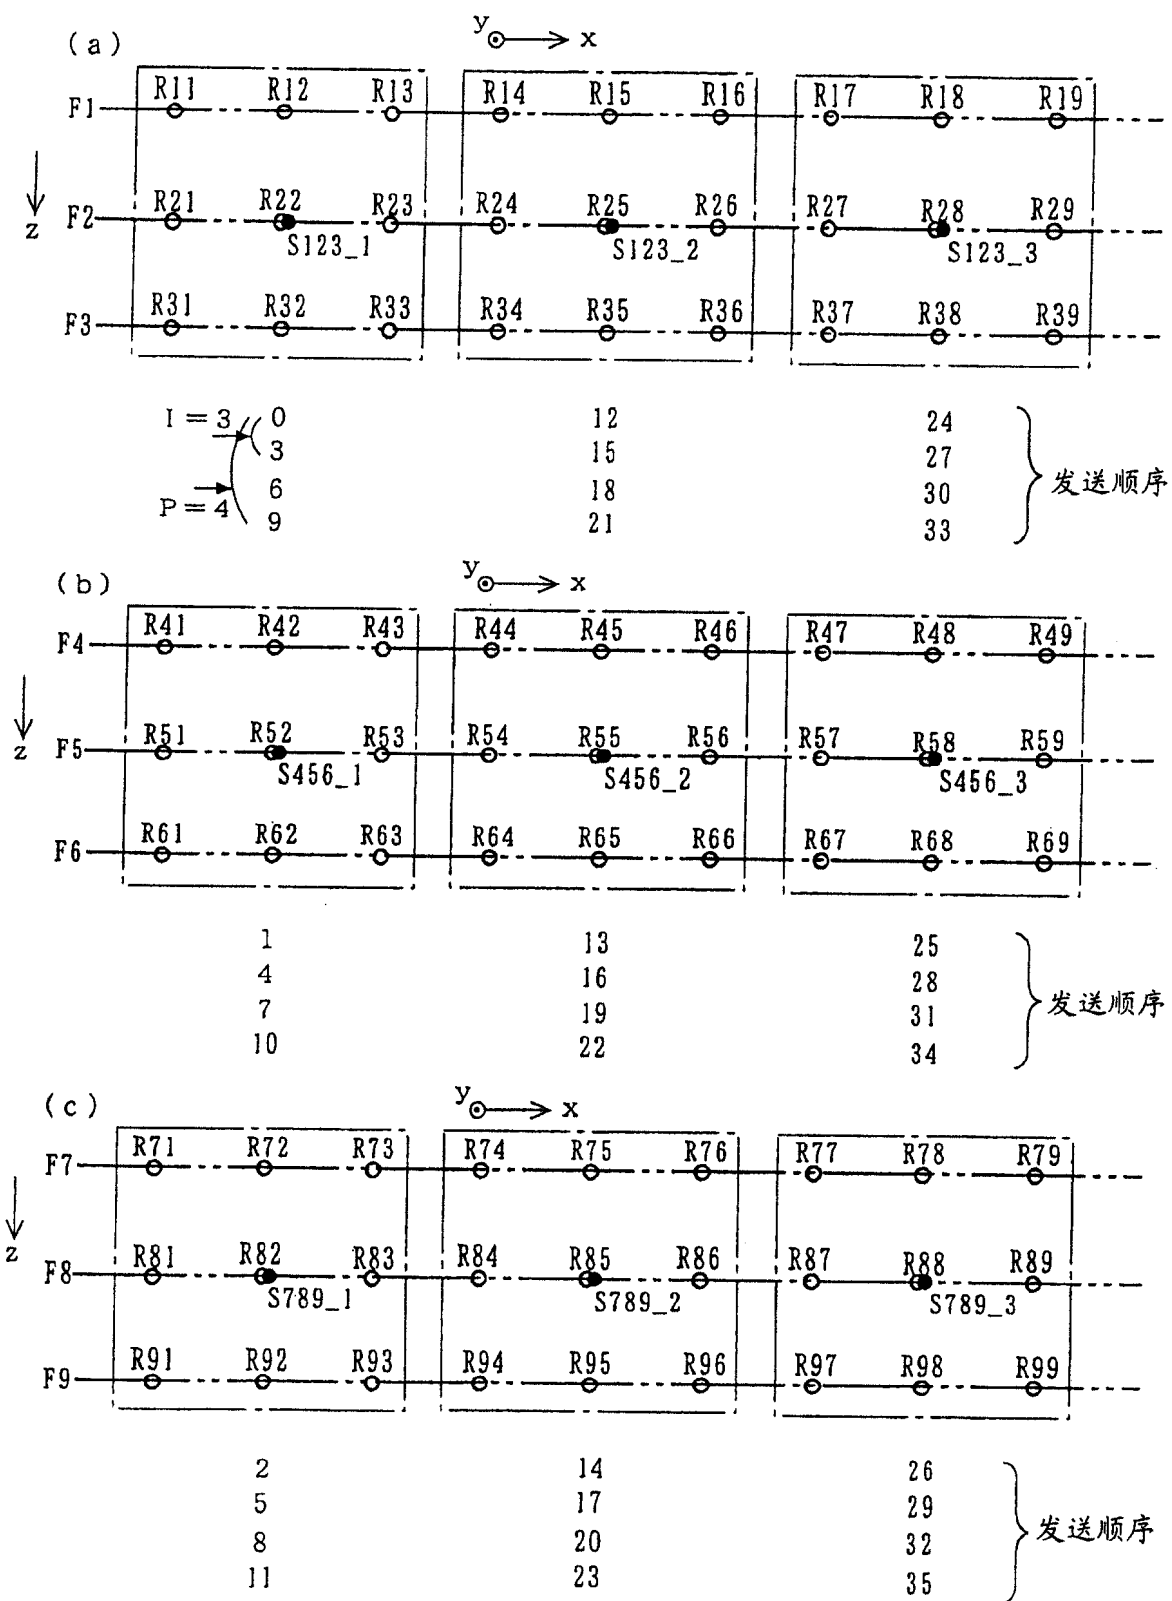 (a)
y x
R11 R12 R13 R14 R15 R16 R17 R18 R19
F1
R21 R22 R23 R24 R25 R26 R27 R28 R29
F2
z
S123_1 S123_2 S123_3
R31 R32 R33 R34 R35 R36 R37 R38 R39
F3
I=3 0 12 24
3 15 27
发送顺序
6 18 30
P=4 9 21 33
(b)
y x
R41 R42 R43 R44 R45 R46 R47 R48 R49
F4
R51 R52 R53 R54 R55 R56 R57 R58 R59
z F5
S456_1 S456_2 S456_3
R61 R62 R63 R64 R65 R66 R67 R68 R69
F6
1 13 25
4 16 28
发送顺序
7 19 31
10 22 34
(c)
y x
R71 R72 R73 R74 R75 R76 R77 R78 R79
F7
R81 R82 R83 R84 R85 R86 R87 R88 R89
z F8
S789_1 S789_2 S789_3
R91 R92 R93 R94 R95 R96 R97 R98 R99
F9
2 14 26
5 17 29
发送顺序
8 20 32
11 23 35